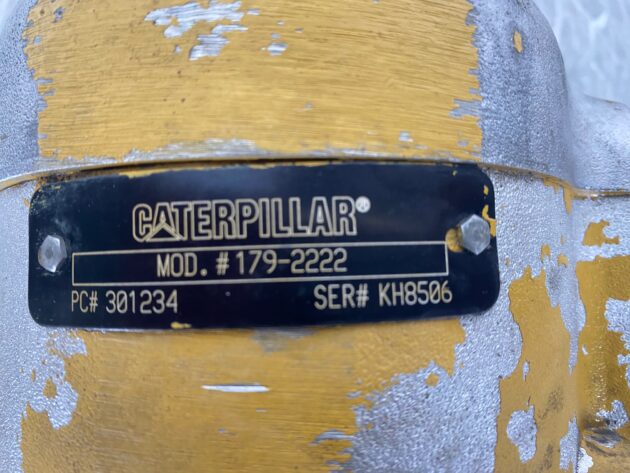 CATERPILLAR®
MOD. # 179-2222
PC# 301234 SER# KH8506